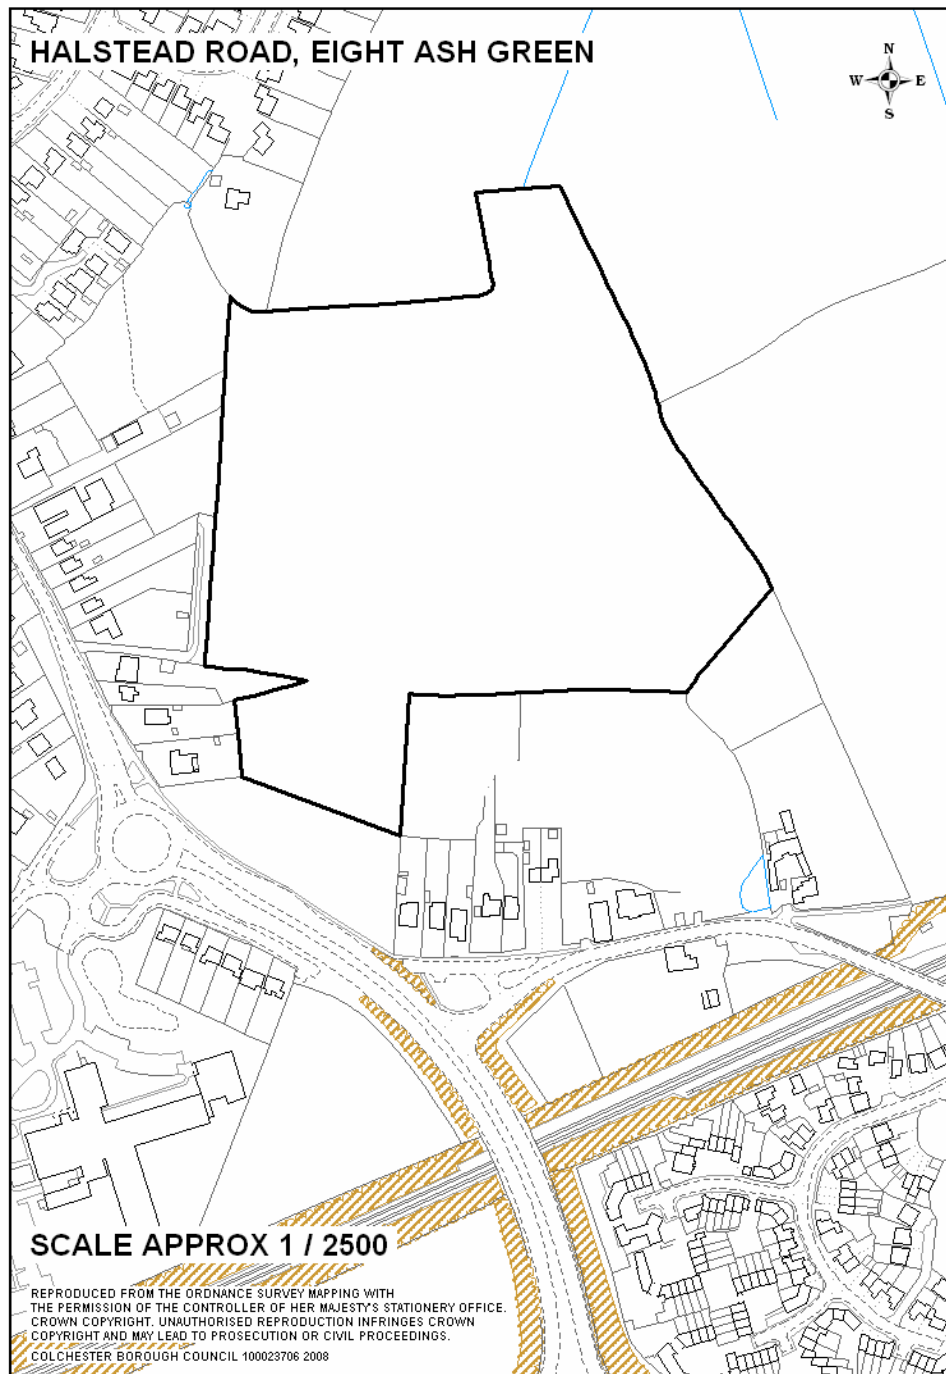 HALSTEAD ROAD, EIGHT ASH GREEN
N
W E
S
SCALE APPROX 1 / 2500
REPRODUCED FROM THE ORDNANCE SURVEY MAPPING WITH
THE PERMISSION OF THE CONTROLLER OF HER MAJESTY'S STATIONERY OFFICE.
CROWN COPYRIGHT. UNAUTHORISED REPRODUCTION INFRINGES CROWN
COPYRIGHT AND MAY LEAD TO PROSECUTION OR CIVIL PROCEEDINGS.
COLCHESTER BOROUGH COUNCIL 100023706 2008